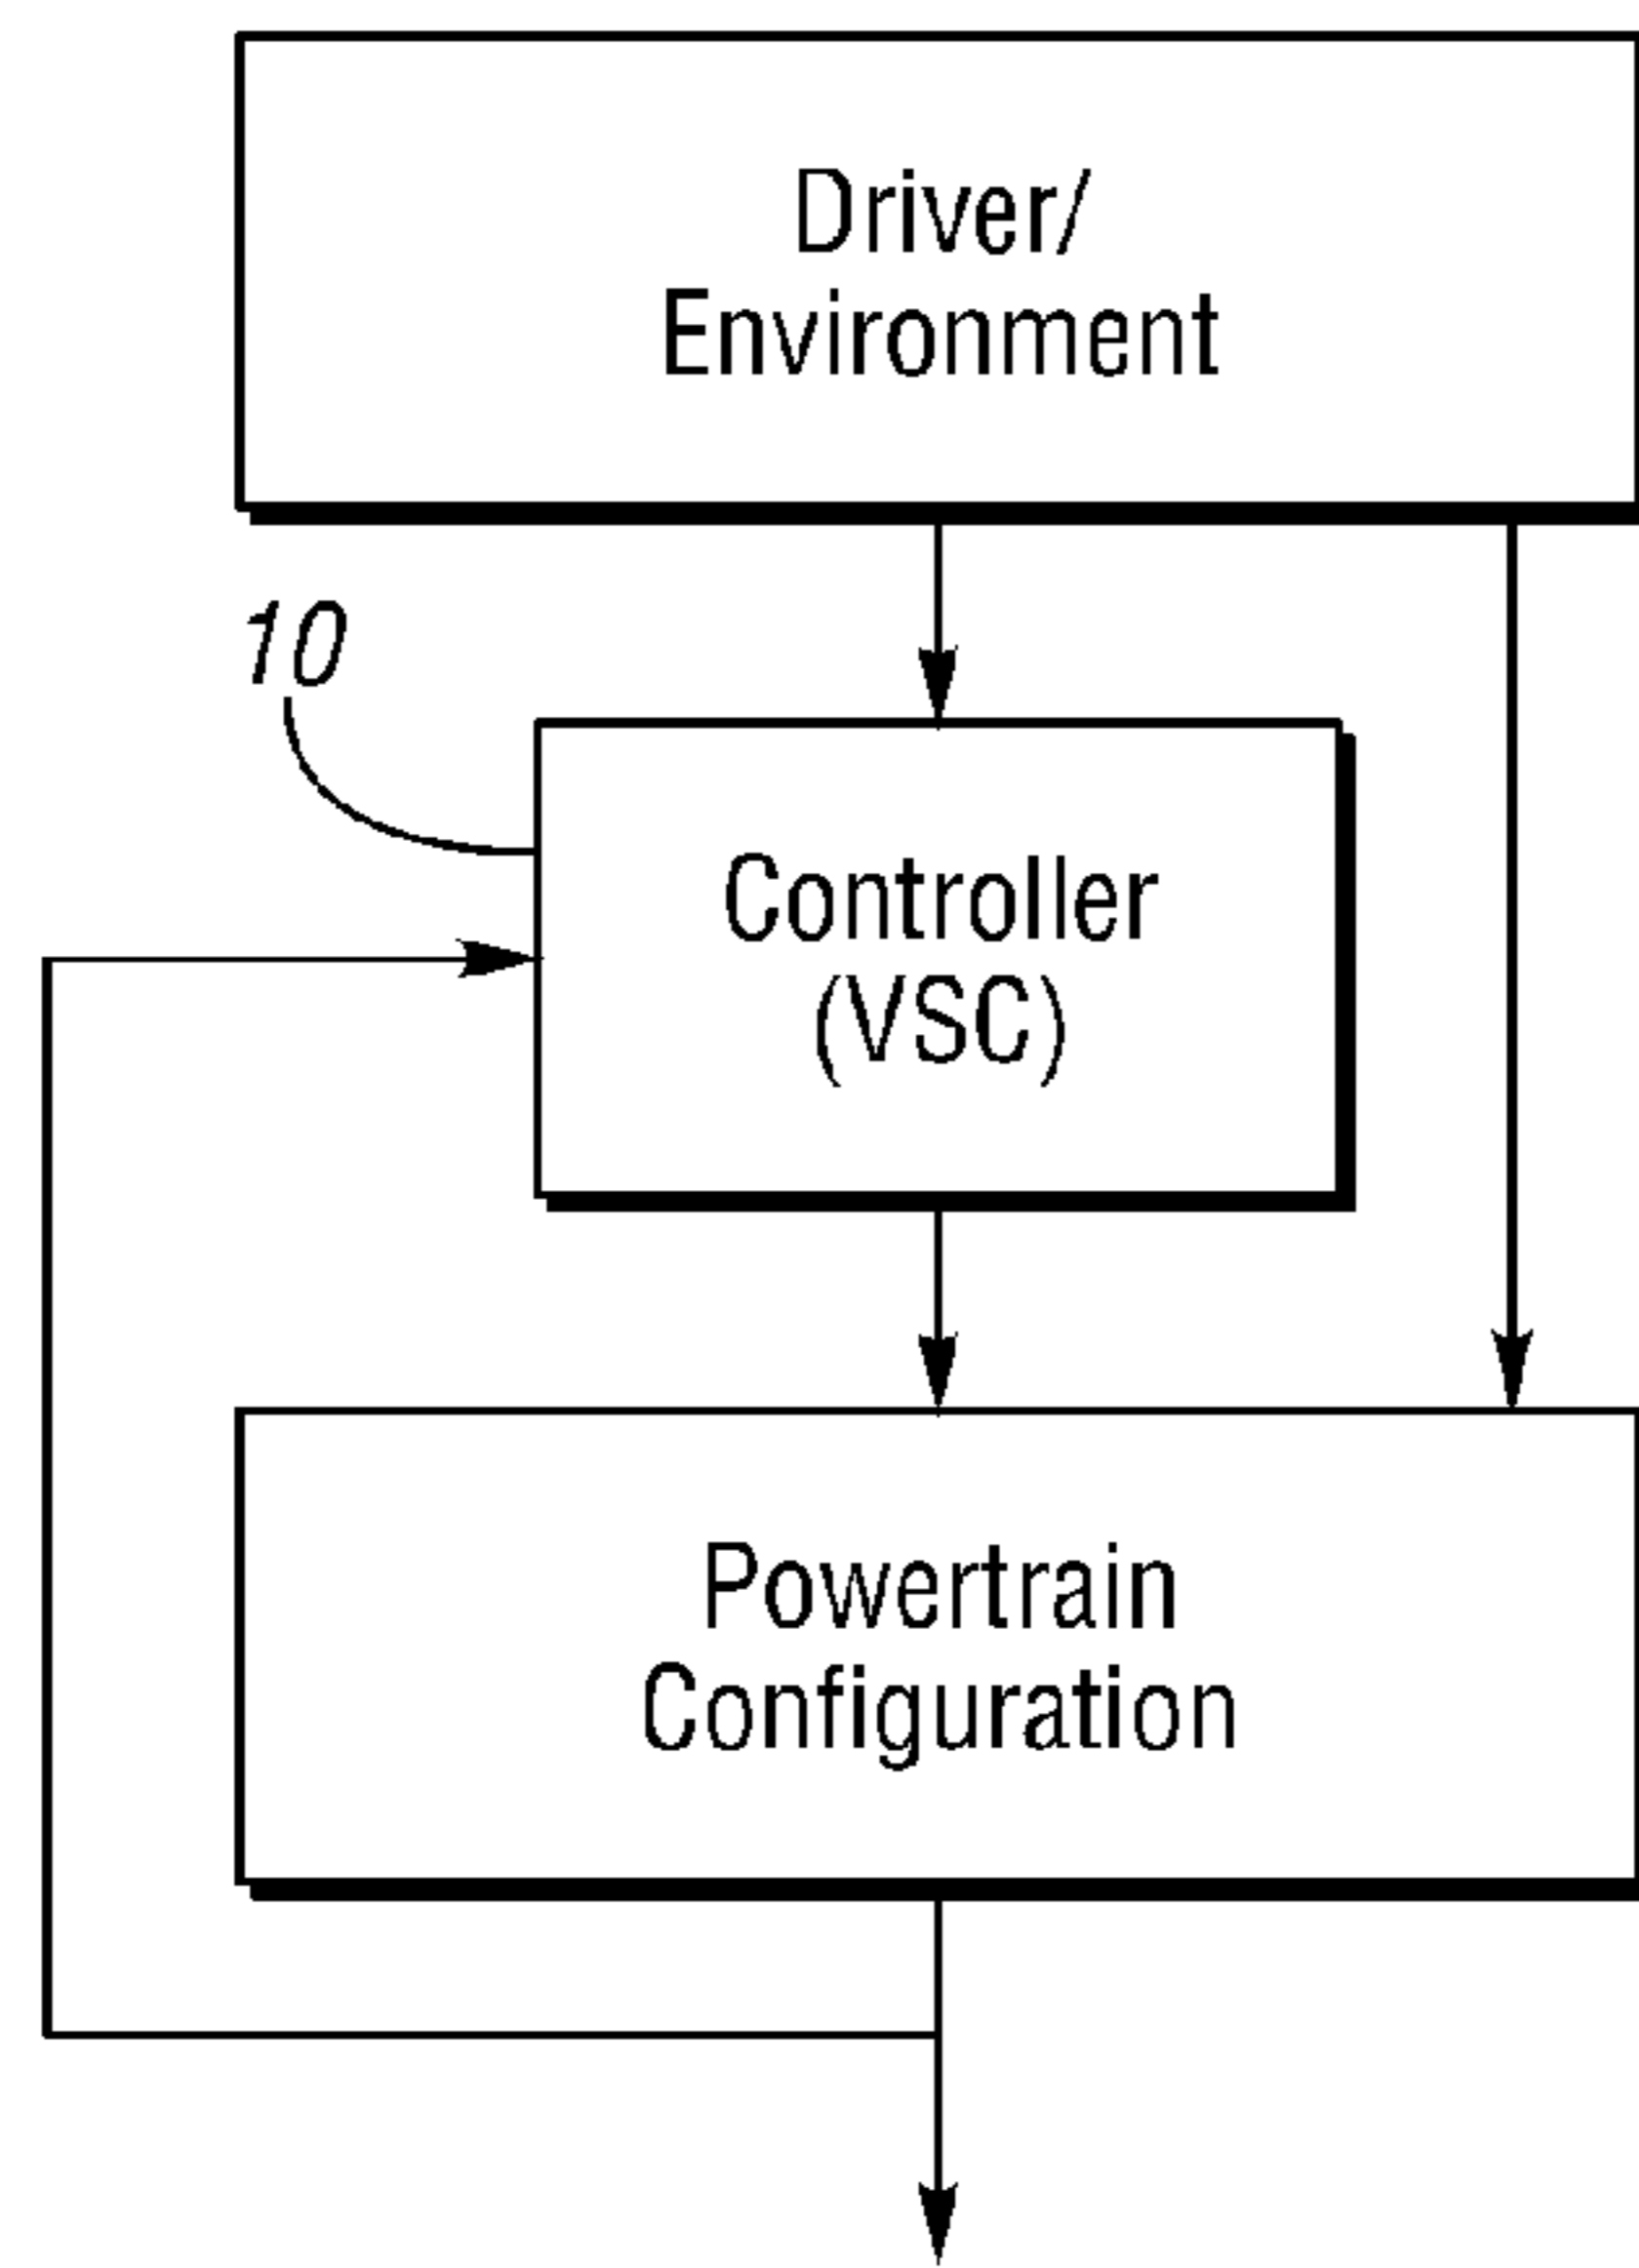 Driver/
Environment
10
Controller
(VSC)
Powertrain
Configuration